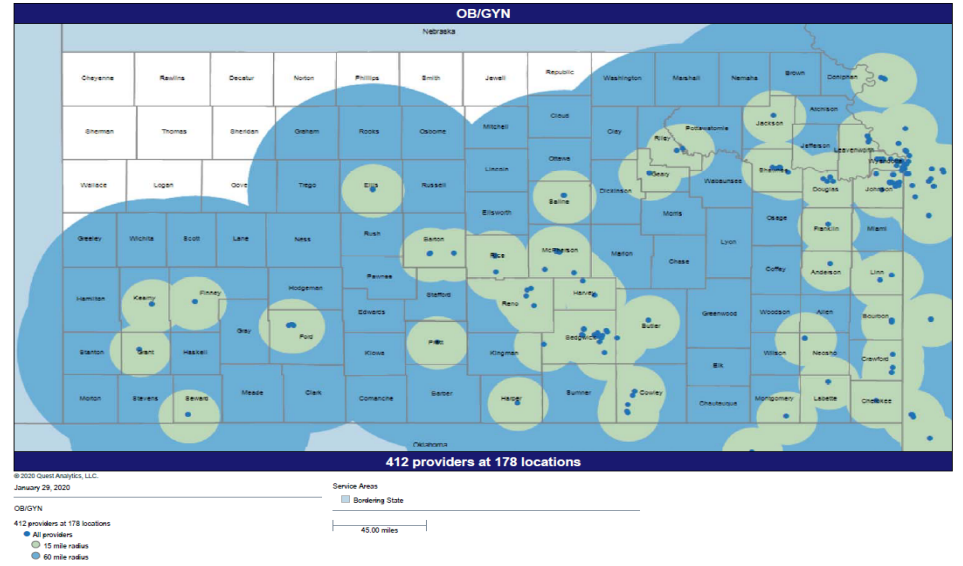 OB/GYN
Nebraska
Cheyenne Rawlins Decatur Norton Phillips Smith Jewell Republic Washington Marshall Nemaha Brown Doniphan
Atchison
Sherman Thomas Sheridan Graham Rooks Osborne Mitchell Cloud Clay Riley Pottawatomie Jackson
Jefferson Leavenworth
Wallace Logan Gove Trego Ellis Russell Lincoln Ottawa Dickinson Geary Wabaunsee Shawnee Douglas Johnson Wyandotte
Saline
Ellsworth Morris Osage
Greeley Wichita Scott Lane Ness Rush Barton Rice McPherson Marion Chase Lyon Franklin Miami
Pawnee Coffey Anderson Linn
Hamilton Kearny Finney Hodgeman Stafford Reno Harvey
Edwards Greenwood Woodson Allen Bourbon
Gray Ford Sedgwick Butler
Stanton Grant Haskell Kiowa Pratt Kingman Elk Wilson Neosho Crawford
Morton Stevens Seward Meade Clark Comanche Barber Harper Sumner Cowley Chautauqua Montgomery Labette Cherokee
Oklahoma
412 providers at 178 locations
© 2020 Quest Analytics, LLC.
January 29, 2020
Service Areas
Bordering State
OB/GYN
412 providers at 178 locations
All providers
15 mile radius
60 mile radius
45.00 miles